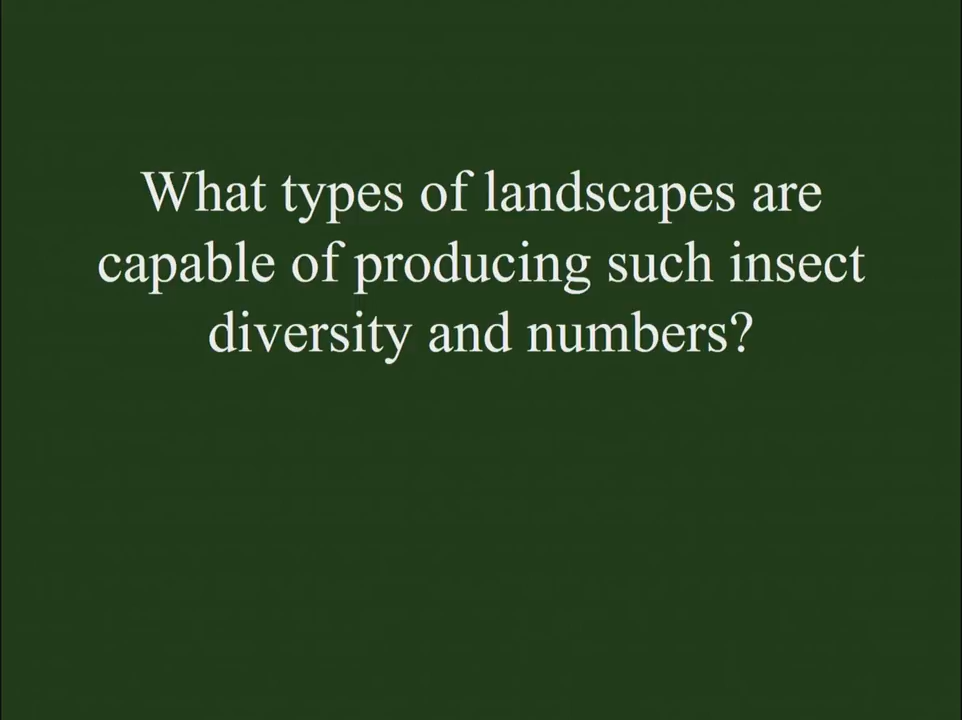 What types of landscapes are
capable of producing such insect
diversity and numbers?